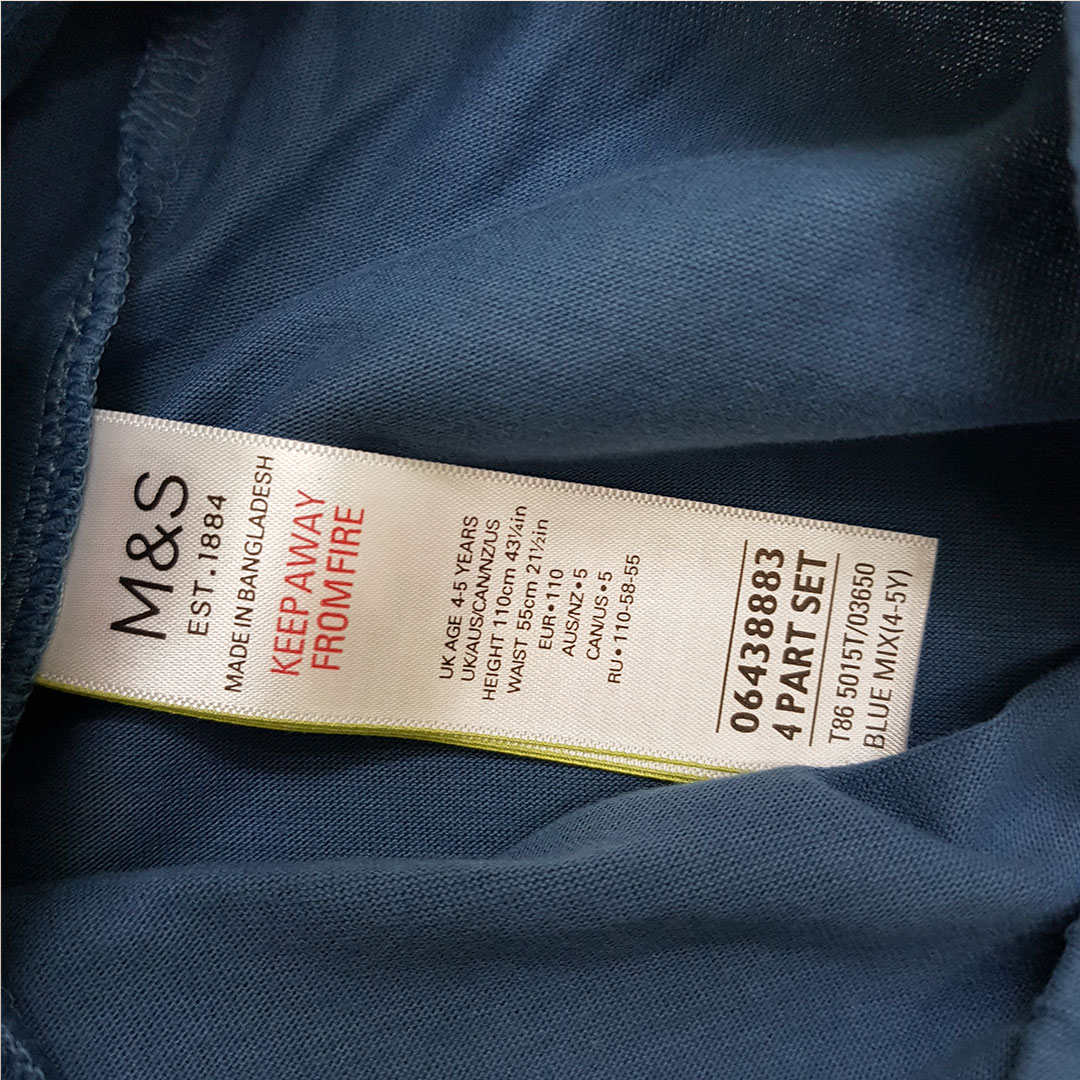 M&S
EST.1884
MADE IN BANGLADESH
KEEP AWAY
FROM FIRE
UK AGE 4-5 YEARS
UK/AUS/CAN/NZ/US
HEIGHT 110cm 43¼in
WAIST 55cm 21½in
EUR•110
AUS/NZ•5
CAN/US•5
RU•110-58-55
06438883
4 PART SET
T86 5015T/03650
BLUE MIX(4-5Y)